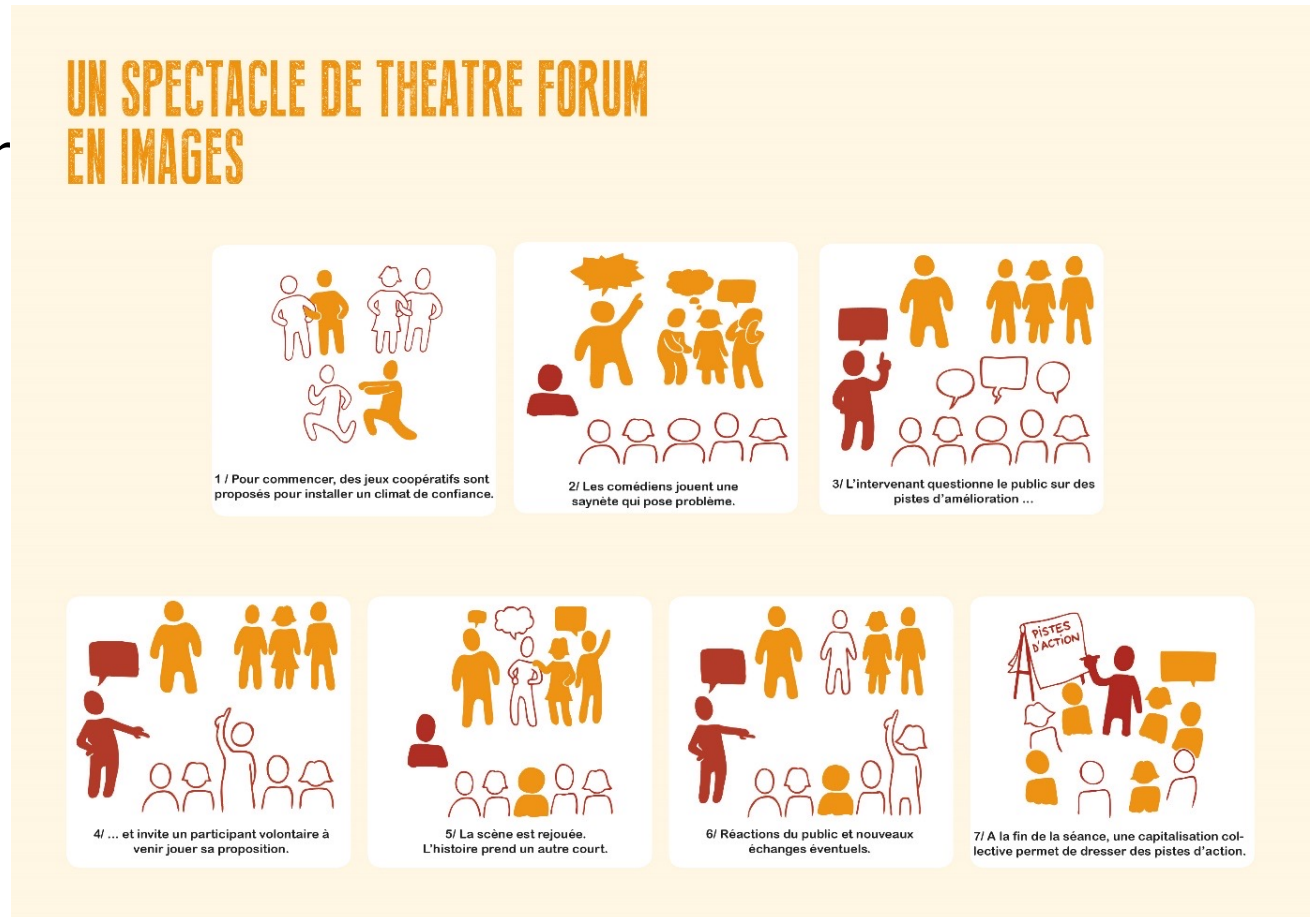 UN SPECTACLE DE THEATRE FORUM
EN IMAGES
1 / Pour commencer, des jeux coopératifs sont
proposés pour installer un climat de confiance.
2/ Les comédiens jouent une
saynète qui pose problème.
3/ L'intervenant questionne le public sur des
pistes d'amélioration ...
4/ ... et invite un participant volontaire à
venir jouer sa proposition.
5/ La scène est rejouée.
L'histoire prend un autre court.
6/ Réactions du public et nouveaux
échanges éventuels.
PISTES
D'ACTION
7/ A la fin de la séance, une capitalisation col-
lective permet de dresser des pistes d'action.